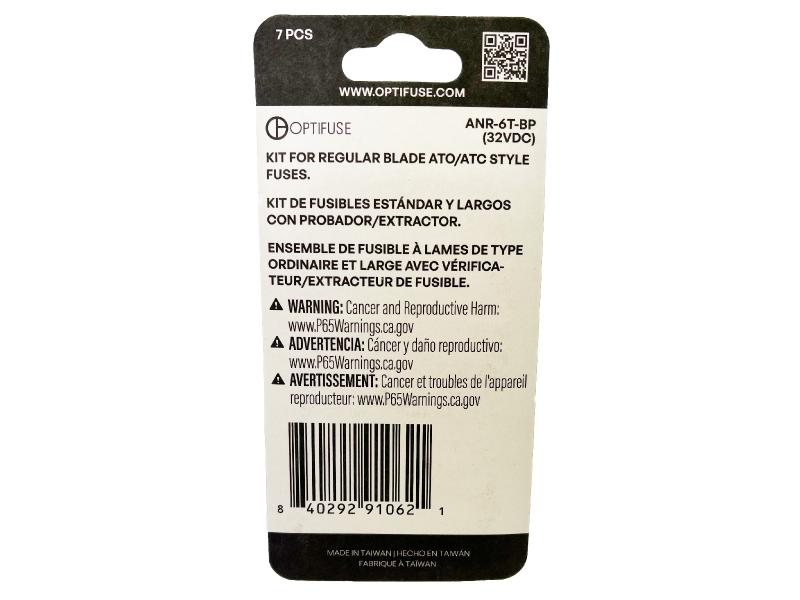 7 PCS
WWW.OPTIFUSE.COM
OPTIFUSE
ANR-6T-BP
(32VDC)
KIT FOR REGULAR BLADE ATO/ATC STYLE
FUSES.
KIT DE FUSIBLES ESTÁNDAR Y LARGOS
CON PROBADOR/EXTRACTOR.
ENSEMBLE DE FUSIBLE À LAMES DE TYPE
ORDINAIRE ET LARGE AVEC VÉRIFICA-
TEUR/EXTRACTEUR DE FUSIBLE.
WARNING: Cancer and Reproductive Harm:
www.P65Warnings.ca.gov
ADVERTENCIA: Cáncer y daño reproductivo:
www.P65Warnings.ca.gov
AVERTISSEMENT: Cancer et troubles de l'appareil
reproducteur: www.P65Warnings.ca.gov
8 40292 91062 1
MADE IN TAIWAN | HECHO EN TAIWÁN
FABRIQUÉ À TAÏWAN